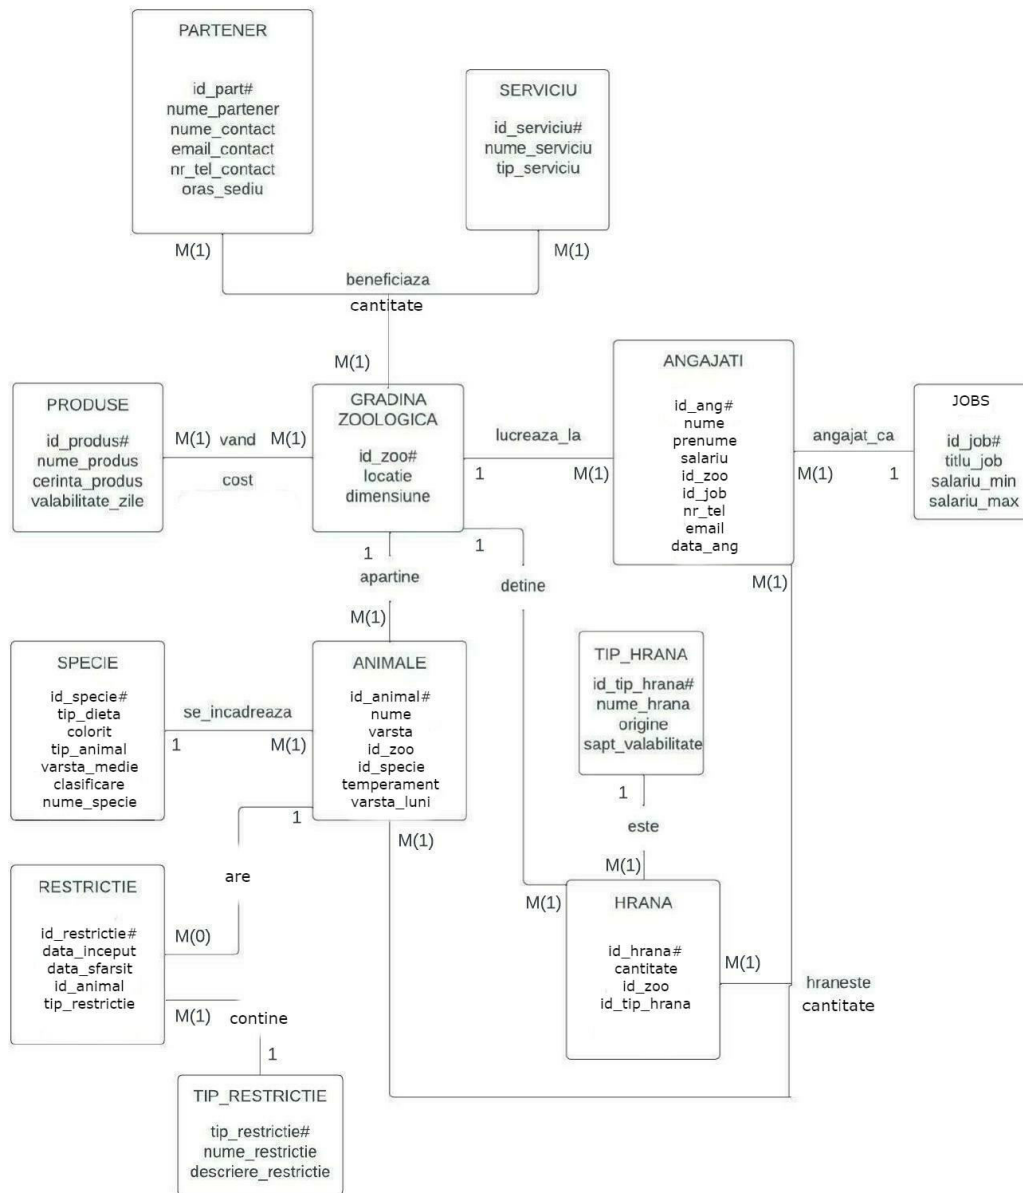 PARTENER
id_part#
nume_partener
nume_contact
email_contact
nr_tel_contact
oras_sediu
SERVICIU
id_serviciu#
nume_serviciu
tip_serviciu
M(1)
M(1)
beneficiaza
cantitate
M(1)
PRODUSE
id_produs#
nume_produs
cerinta_produs
valabilitate_zile
M(1) vand M(1)
cost
GRADINA
ZOOLOGICA
id_zoo#
locatie
dimensiune
lucreaza_la
1
M(1)
ANGAJATI
id_ang#
nume
prenume
salariu
id_zoo
id_job
nr_tel
email
data_ang
angajat_ca
M(1)
1
JOBS
id_job#
titlu_job
salariu_min
salariu_max
1
apartine
M(1)
1
detine
M(1)
SPECIE
id_specie#
tip_dieta
colorit
tip_animal
varsta_medie
clasificare
nume_specie
se_incadreaza
1
M(1)
ANIMALE
id_animal#
nume
varsta
id_zoo
id_specie
temperament
varsta_luni
TIP_HRANA
id_tip_hrana#
nume_hrana
origine
sapt_valabilitate
1
este
M(1)
1
are
M(0)
M(1)
M(1)
RESTRICTIE
id_restrictie#
data_inceput
data_sfarsit
id_animal
tip_restrictie
HRANA
id_hrana#
cantitate
id_zoo
id_tip_hrana
M(1)
hraneste
cantitate
M(1)
contine
1
TIP_RESTRICTIE
tip_restrictie#
nume_restrictie
descriere_restrictie